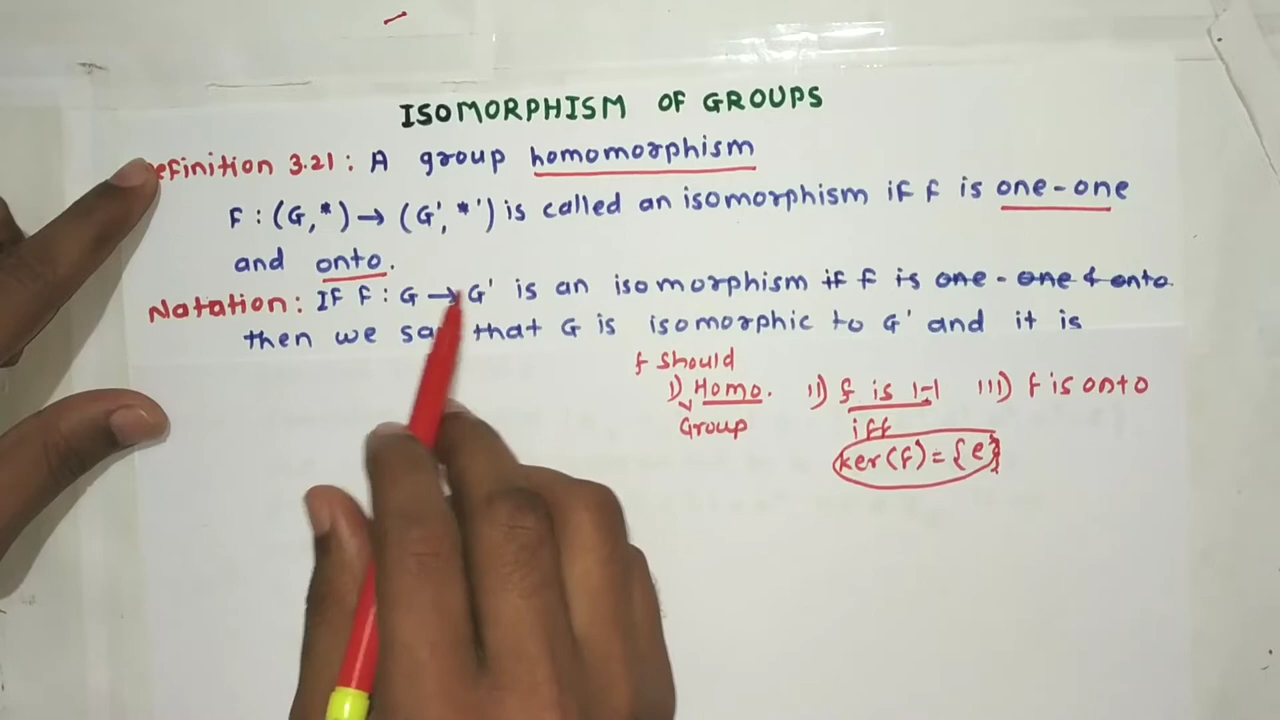 ISOMORPHISM OF GROUPS
Definition 3.21: A group homomorphism
F : (G,*) → (G', *') is called an isomorphism if f is one-one
and onto.
Notation: If F : G → G' is an isomorphism if f is one-one & onto.
then we say that G is isomorphic to G' and it is
f should
i) Homo. ii) f is 1-1 iii) f is onto
Group iff
ker(f) = {e}